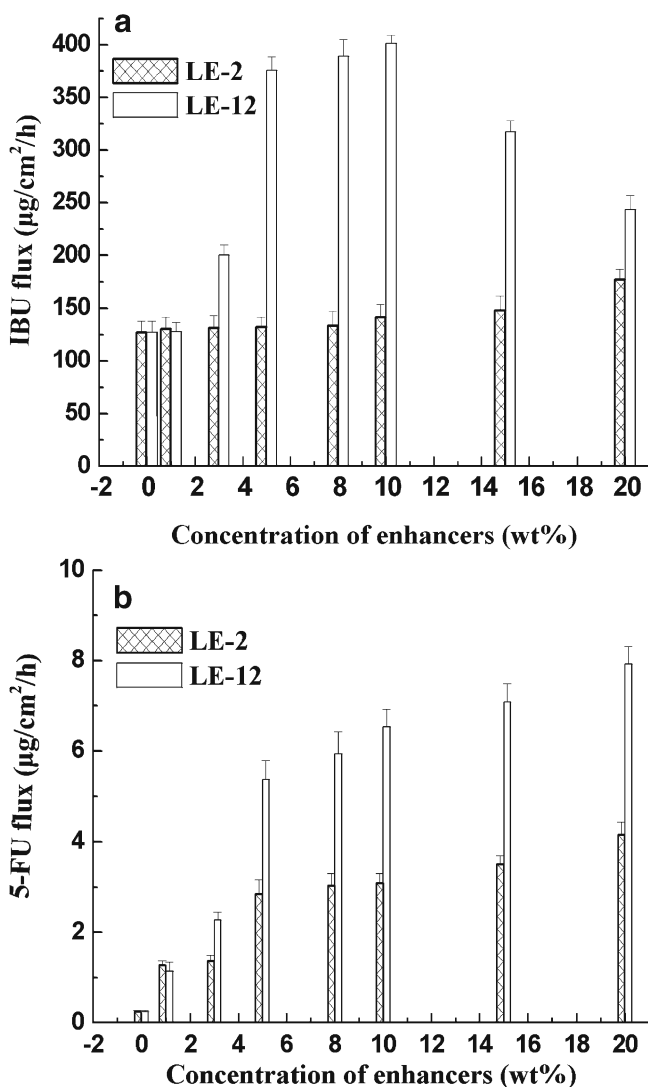 a
LE-2
LE-12
IBU flux (µg/cm²/h)
400
350
300
250
200
150
100
50
0
-2 0 2 4 6 8 10 12 14 16 18 20
Concentration of enhancers (wt%)
b
LE-2
LE-12
5-FU flux (µg/cm²/h)
10
8
6
4
2
0
-2 0 2 4 6 8 10 12 14 16 18 20
Concentration of enhancers (wt%)